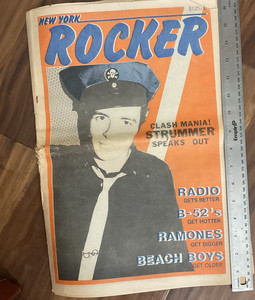 NEW YORK
ROCKER
CLASH MANIA!
STRUMMER
SPEAKS OUT
RADIO
GETS BETTER
B-52's
GET HOTTER
RAMONES
GET BIGGER
BEACH BOYS
GET OLDER